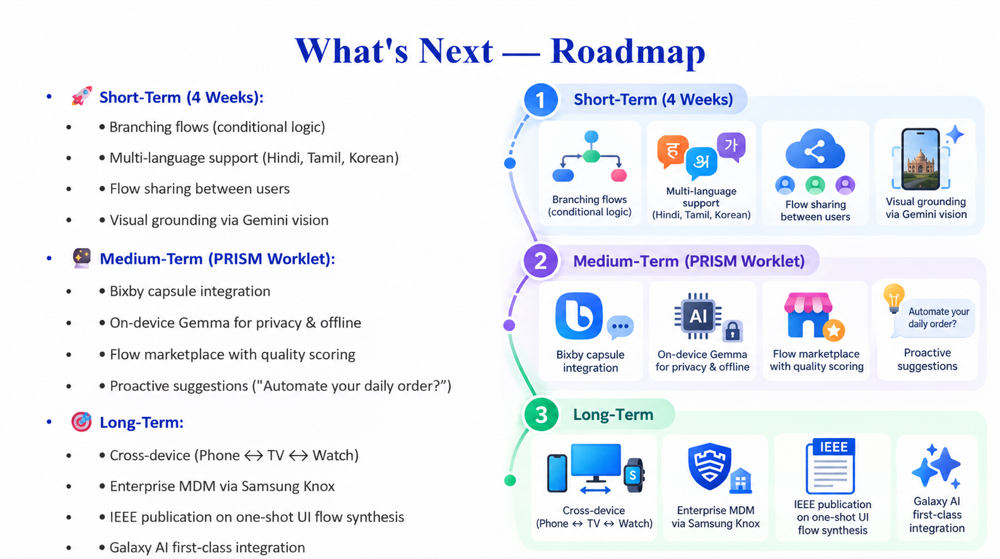 What's Next — Roadmap
• 🚀 Short-Term (4 Weeks):
• • Branching flows (conditional logic)
• • Multi-language support (Hindi, Tamil, Korean)
• • Flow sharing between users
• • Visual grounding via Gemini vision
• 🔮 Medium-Term (PRISM Worklet):
• • Bixby capsule integration
• • On-device Gemma for privacy & offline
• • Flow marketplace with quality scoring
• • Proactive suggestions ("Automate your daily order?”)
• 🎯 Long-Term:
• • Cross-device (Phone ↔ TV ↔ Watch)
• • Enterprise MDM via Samsung Knox
• • IEEE publication on one-shot UI flow synthesis
• • Galaxy AI first-class integration
1 Short-Term (4 Weeks)
Branching flows
(conditional logic)
ह
अ
가
Multi-language
support
(Hindi, Tamil, Korean)
Flow sharing
between users
Visual grounding
via Gemini vision
2 Medium-Term (PRISM Worklet)
b
Bixby capsule
integration
AI
On-device Gemma
for privacy & offline
Flow marketplace
with quality scoring
Automate your
daily order?
Proactive
suggestions
3 Long-Term
S
Cross-device
(Phone ↔ TV ↔ Watch)
Enterprise MDM
via Samsung Knox
IEEE
IEEE publication
on one-shot UI
flow synthesis
Galaxy AI
first-class
integration